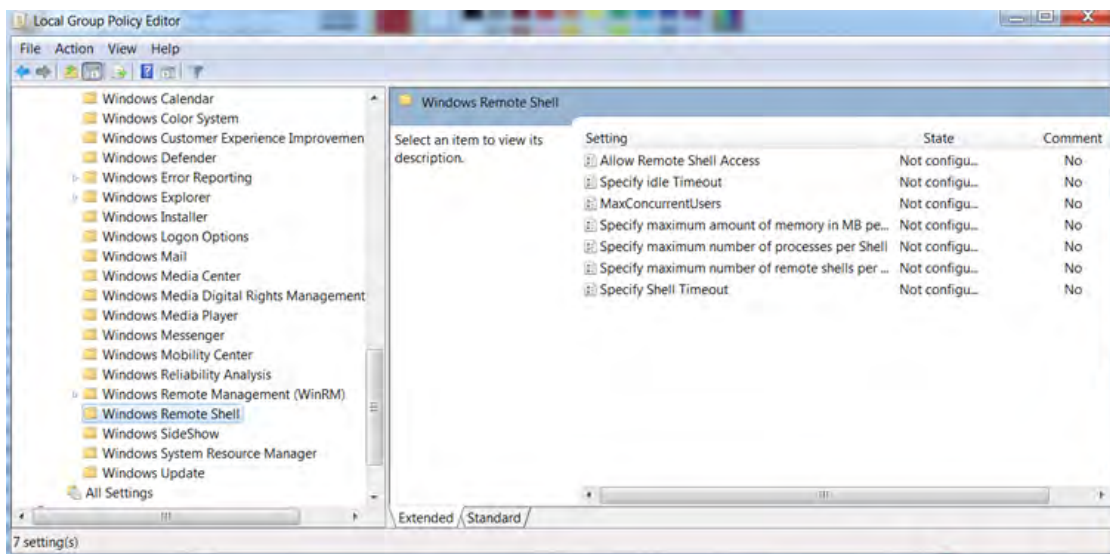 Local Group Policy Editor
File Action View Help
Windows Calendar
Windows Color System
Windows Customer Experience Improvemen
Windows Defender
Windows Error Reporting
Windows Explorer
Windows Installer
Windows Logon Options
Windows Mail
Windows Media Center
Windows Media Digital Rights Management
Windows Media Player
Windows Messenger
Windows Mobility Center
Windows Reliability Analysis
Windows Remote Management (WinRM)
Windows Remote Shell
Windows SideShow
Windows System Resource Manager
Windows Update
All Settings
Windows Remote Shell
Select an item to view its
description.
Setting State Comment
Allow Remote Shell Access Not configu... No
Specify idle Timeout Not configu... No
MaxConcurrentUsers Not configu... No
Specify maximum amount of memory in MB pe... Not configu... No
Specify maximum number of processes per Shell Not configu... No
Specify maximum number of remote shells per ... Not configu... No
Specify Shell Timeout Not configu... No
Extended Standard
7 setting(s)